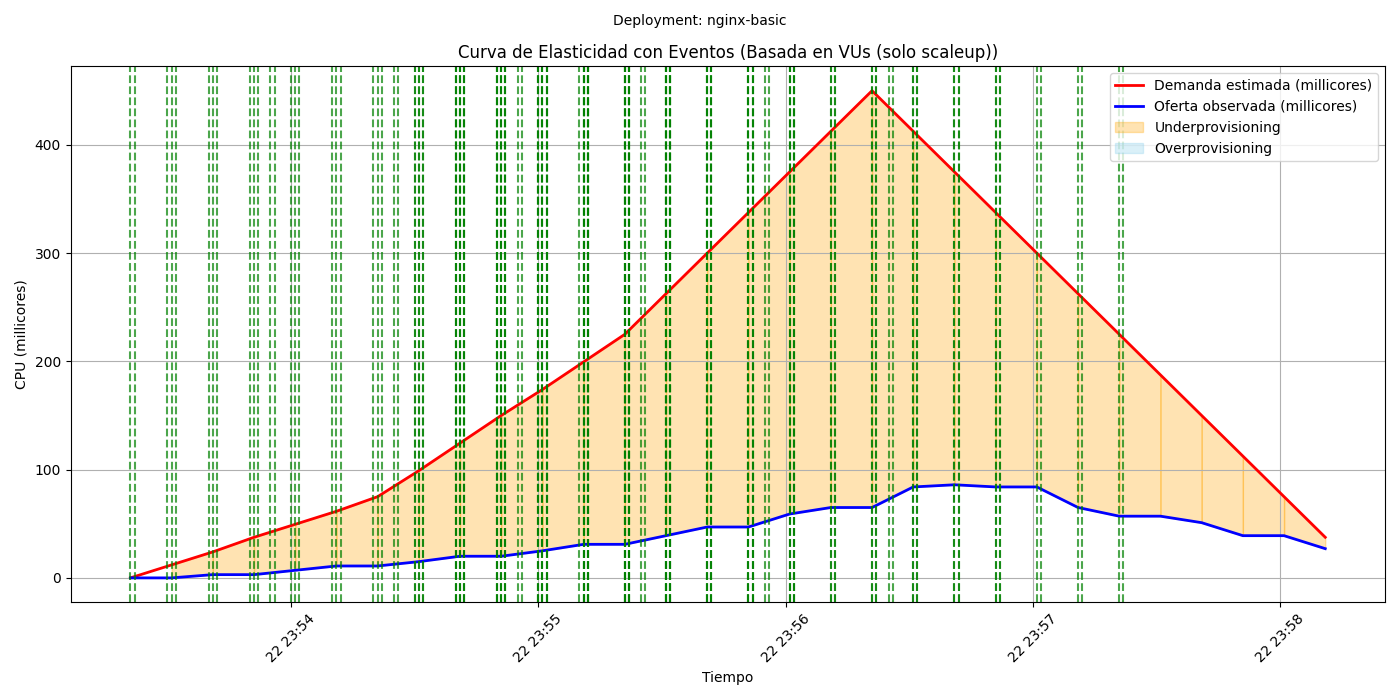 Deployment: nginx-basic
Curva de Elasticidad con Eventos (Basada en VUs (solo scaleup))
Demanda estimada (millicores)
Oferta observada (millicores)
Underprovisioning
Overprovisioning
CPU (millicores)
400
300
200
100
0
22 23:54
22 23:55
22 23:56
22 23:57
22 23:58
Tiempo